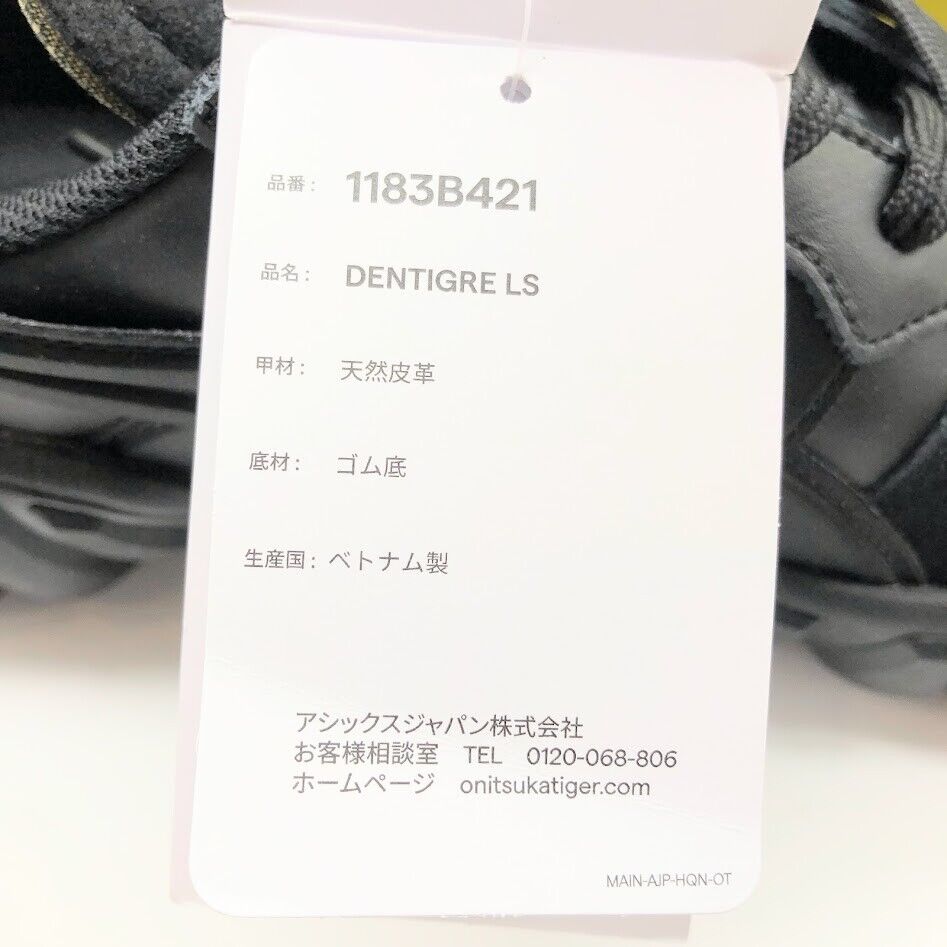 品番： 1183B421
品名： DENTIGRE LS
甲材： 天然皮革
底材： ゴム底
生産国： ベトナム製
アシックスジャパン株式会社
お客様相談室　TEL　0120-068-806
ホームページ　onitsukatiger.com
MAIN-AJP-HQN-OT